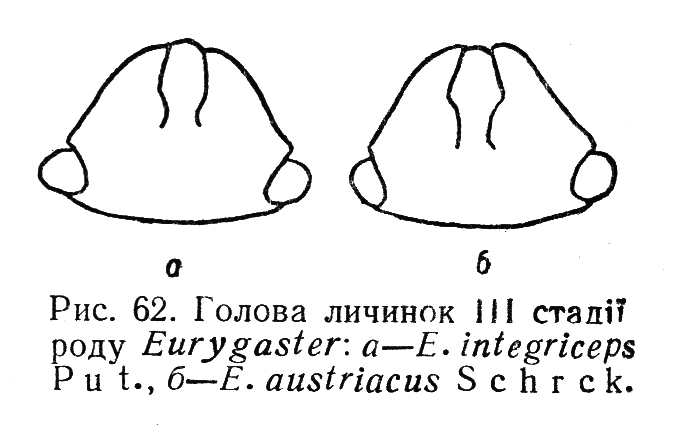 а б
Рис. 62. Голова личинок III стадії
роду Eurygaster: а—E. integriceps
Put., б—E. austriacus Schrck.